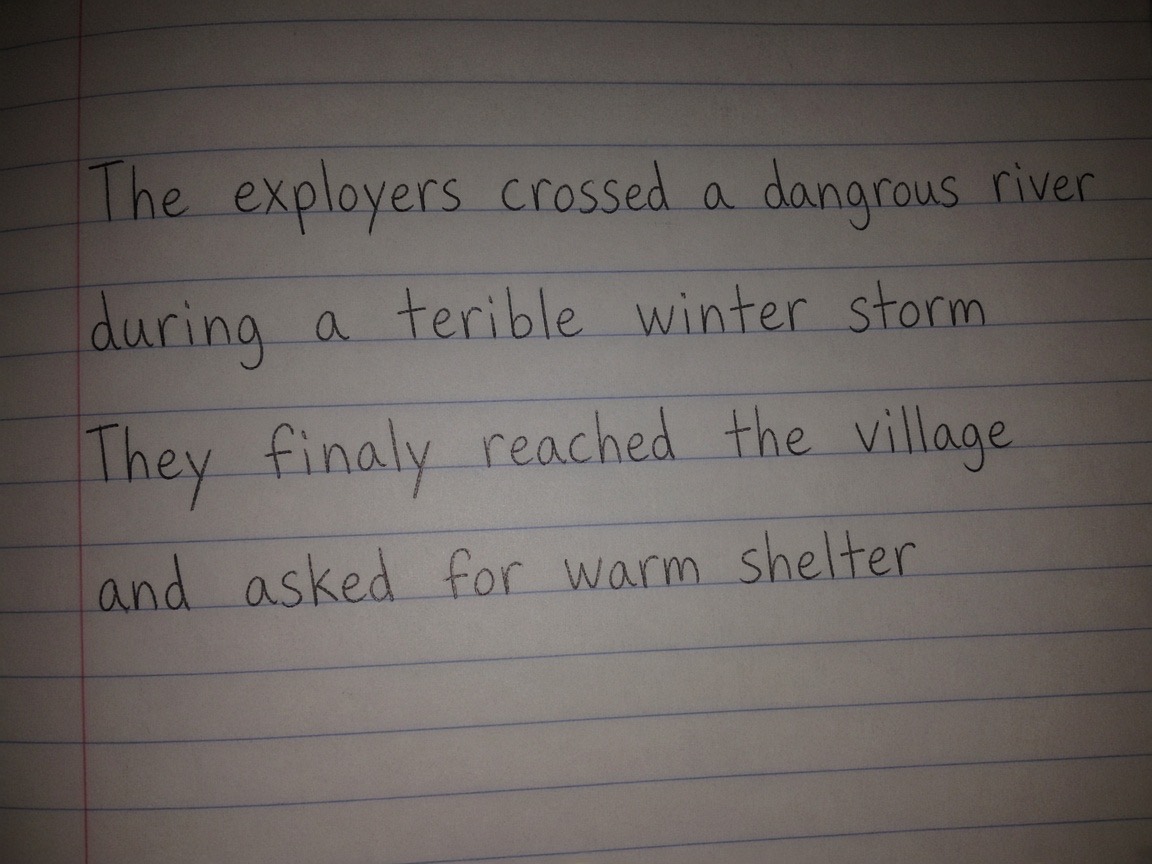 The exployers crossed a dangrous river
during a terible winter storm
They finaly reached the village
and asked for warm shelter